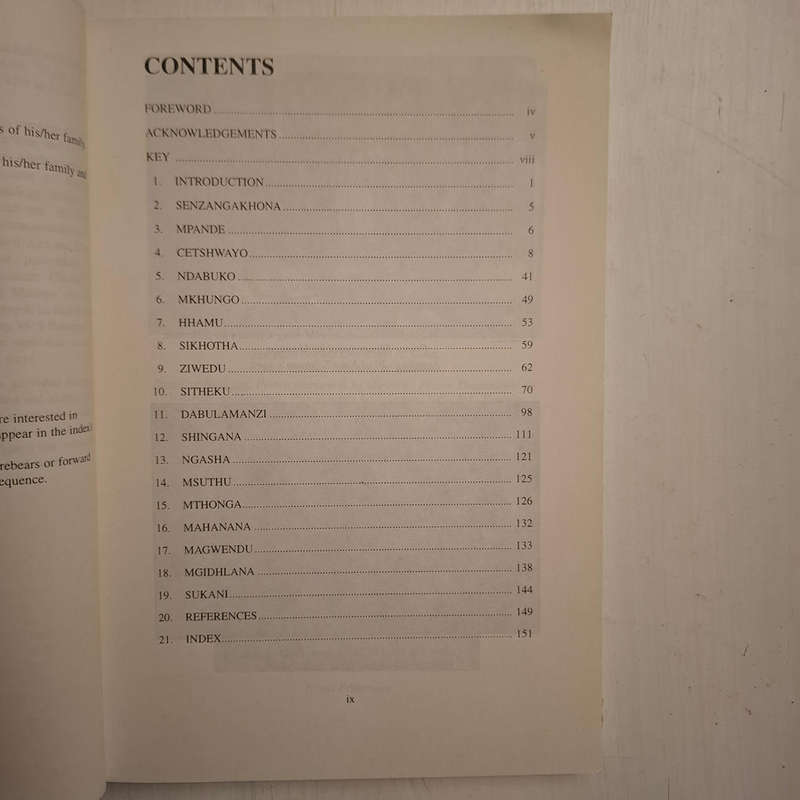 s of his/her family
his/her family and
re interested in
ppear in the index.
rebears or forward
equence.
CONTENTS
FOREWORD ... iv
ACKNOWLEDGEMENTS ... v
KEY ... viii
1. INTRODUCTION ... 1
2. SENZANGAKHONA ... 5
3. MPANDE ... 6
4. CETSHWAYO ... 8
5. NDABUKO ... 41
6. MKHUNGO ... 49
7. HHAMU ... 53
8. SIKHOTHA ... 59
9. ZIWEDU ... 62
10. SITHEKU ... 70
11. DABULAMANZI ... 98
12. SHINGANA ... 111
13. NGASHA ... 121
14. MSUTHU ... 125
15. MTHONGA ... 126
16. MAHANANA ... 132
17. MAGWENDU ... 133
18. MGIDHLANA ... 138
19. SUKANI ... 144
20. REFERENCES ... 149
21. INDEX ... 151
ix